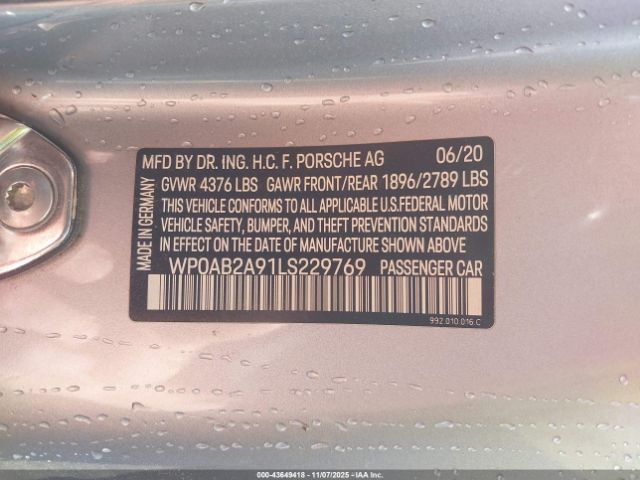 MFD BY DR. ING. H.C. F. PORSCHE AG 06/20
GVWR 4376 LBS GAWR FRONT/REAR 1896/2789 LBS
THIS VEHICLE CONFORMS TO ALL APPLICABLE U.S.FEDERAL MOTOR
VEHICLE SAFETY, BUMPER, AND THEFT PREVENTION STANDARDS
IN EFFECT ON THE DATE OF MANUFACTURE SHOWN ABOVE
WP0AB2A91LS229769 PASSENGER CAR
992.010.016.C
MADE IN GERMANY
000-43649418 - 11/07/2025 - IAAI.COM